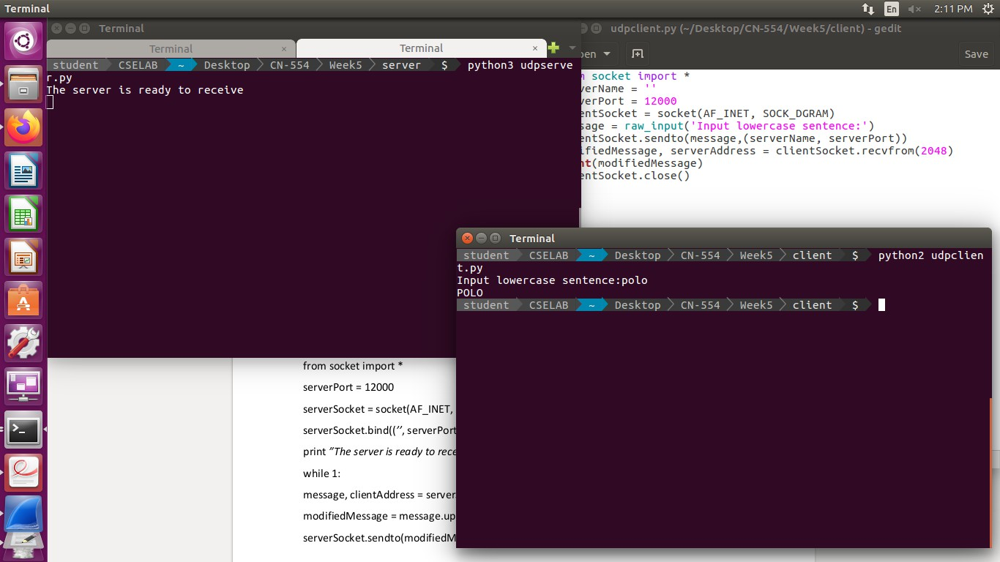 Terminal
En
2:11 PM
Terminal
Terminal
Terminal
student CSELAB ~ Desktop CN-554 Week5 server $ python3 udpserve
r.py
The server is ready to receive
udpclient.py (~/Desktop/CN-554/Week5/client) - gedit
pen
Save
m socket import *
verName = ''
verPort = 12000
entSocket = socket(AF_INET, SOCK_DGRAM)
sage = raw_input('Input lowercase sentence:')
entSocket.sendto(message,(serverName, serverPort))
ifiedMessage, serverAddress = clientSocket.recvfrom(2048)
nt(modifiedMessage)
entSocket.close()
Terminal
student CSELAB ~ Desktop CN-554 Week5 client $ python2 udpclien
t.py
Input lowercase sentence:polo
POLO
student CSELAB ~ Desktop CN-554 Week5 client $
from socket import *
serverPort = 12000
serverSocket = socket(AF_INET,
serverSocket.bind((’’, serverPort
print ”The server is ready to rece
while 1:
message, clientAddress = server
modifiedMessage = message.up
serverSocket.sendto(modifiedM